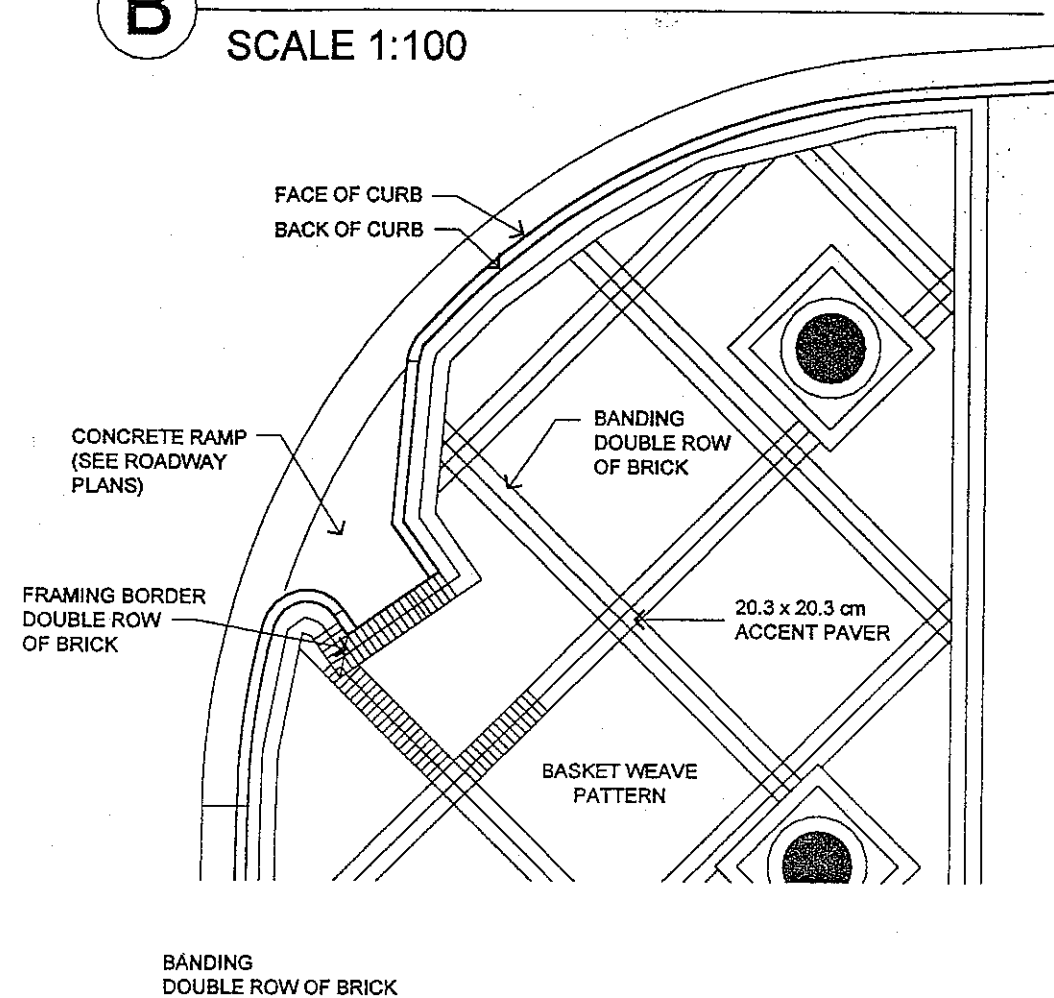 B
SCALE 1:100
FACE OF CURB
BACK OF CURB
CONCRETE RAMP
(SEE ROADWAY
PLANS)
BANDING
DOUBLE ROW
OF BRICK
FRAMING BORDER
DOUBLE ROW
OF BRICK
20.3 x 20.3 cm
ACCENT PAVER
BASKET WEAVE
PATTERN
BANDING
DOUBLE ROW OF BRICK